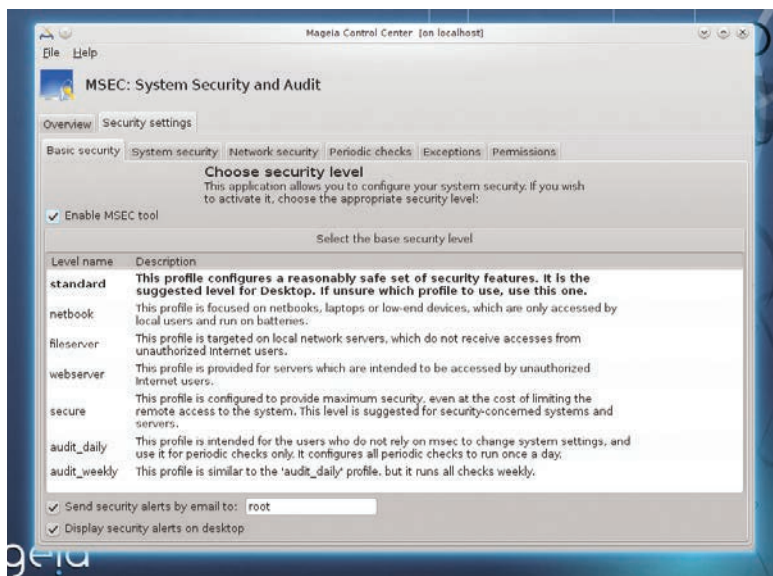 Mageia Control Center [on localhost]
File Help
MSEC: System Security and Audit
Overview Security settings
Basic security System security Network security Periodic checks Exceptions Permissions
Choose security level
This application allows you to configure your system security. If you wish
to activate it, choose the appropriate security level:
Enable MSEC tool
Select the base security level
Level name Description
standard This profile configures a reasonably safe set of security features. It is the
suggested level for Desktop. If unsure which profile to use, use this one.
netbook This profile is focused on netbooks, laptops or low-end devices, which are only accessed by
local users and run on batteries.
fileserver This profile is targeted on local network servers, which do not receive accesses from
unauthorized Internet users.
webserver This profile is provided for servers which are intended to be accessed by unauthorized
Internet users.
secure This profile is configured to provide maximum security, even at the cost of limiting the
remote access to the system. This level is suggested for security-concerned systems and
servers.
audit_daily This profile is intended for the users who do not rely on msec to change system settings, and
use it for periodic checks only. It configures all periodic checks to run once a day.
audit_weekly This profile is similar to the 'audit_daily' profile, but it runs all checks weekly.
Send security alerts by email to: root
Display security alerts on desktop
geia